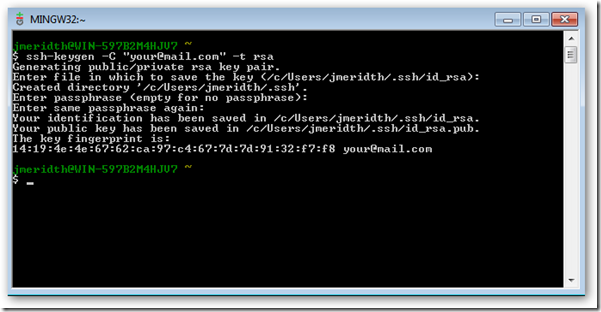 MINGW32:~
jmeridth@WIN-597B2M4HJV7 ~
$ ssh-keygen -C "your@mail.com" -t rsa
Generating public/private rsa key pair.
Enter file in which to save the key (/c/Users/jmeridth/.ssh/id_rsa):
Created directory '/c/Users/jmeridth/.ssh'.
Enter passphrase (empty for no passphrase):
Enter same passphrase again:
Your identification has been saved in /c/Users/jmeridth/.ssh/id_rsa.
Your public key has been saved in /c/Users/jmeridth/.ssh/id_rsa.pub.
The key fingerprint is:
14:19:4e:4e:67:62:ca:97:c4:67:7d:7d:91:32:f7:f8 your@mail.com
jmeridth@WIN-597B2M4HJV7 ~
$ _